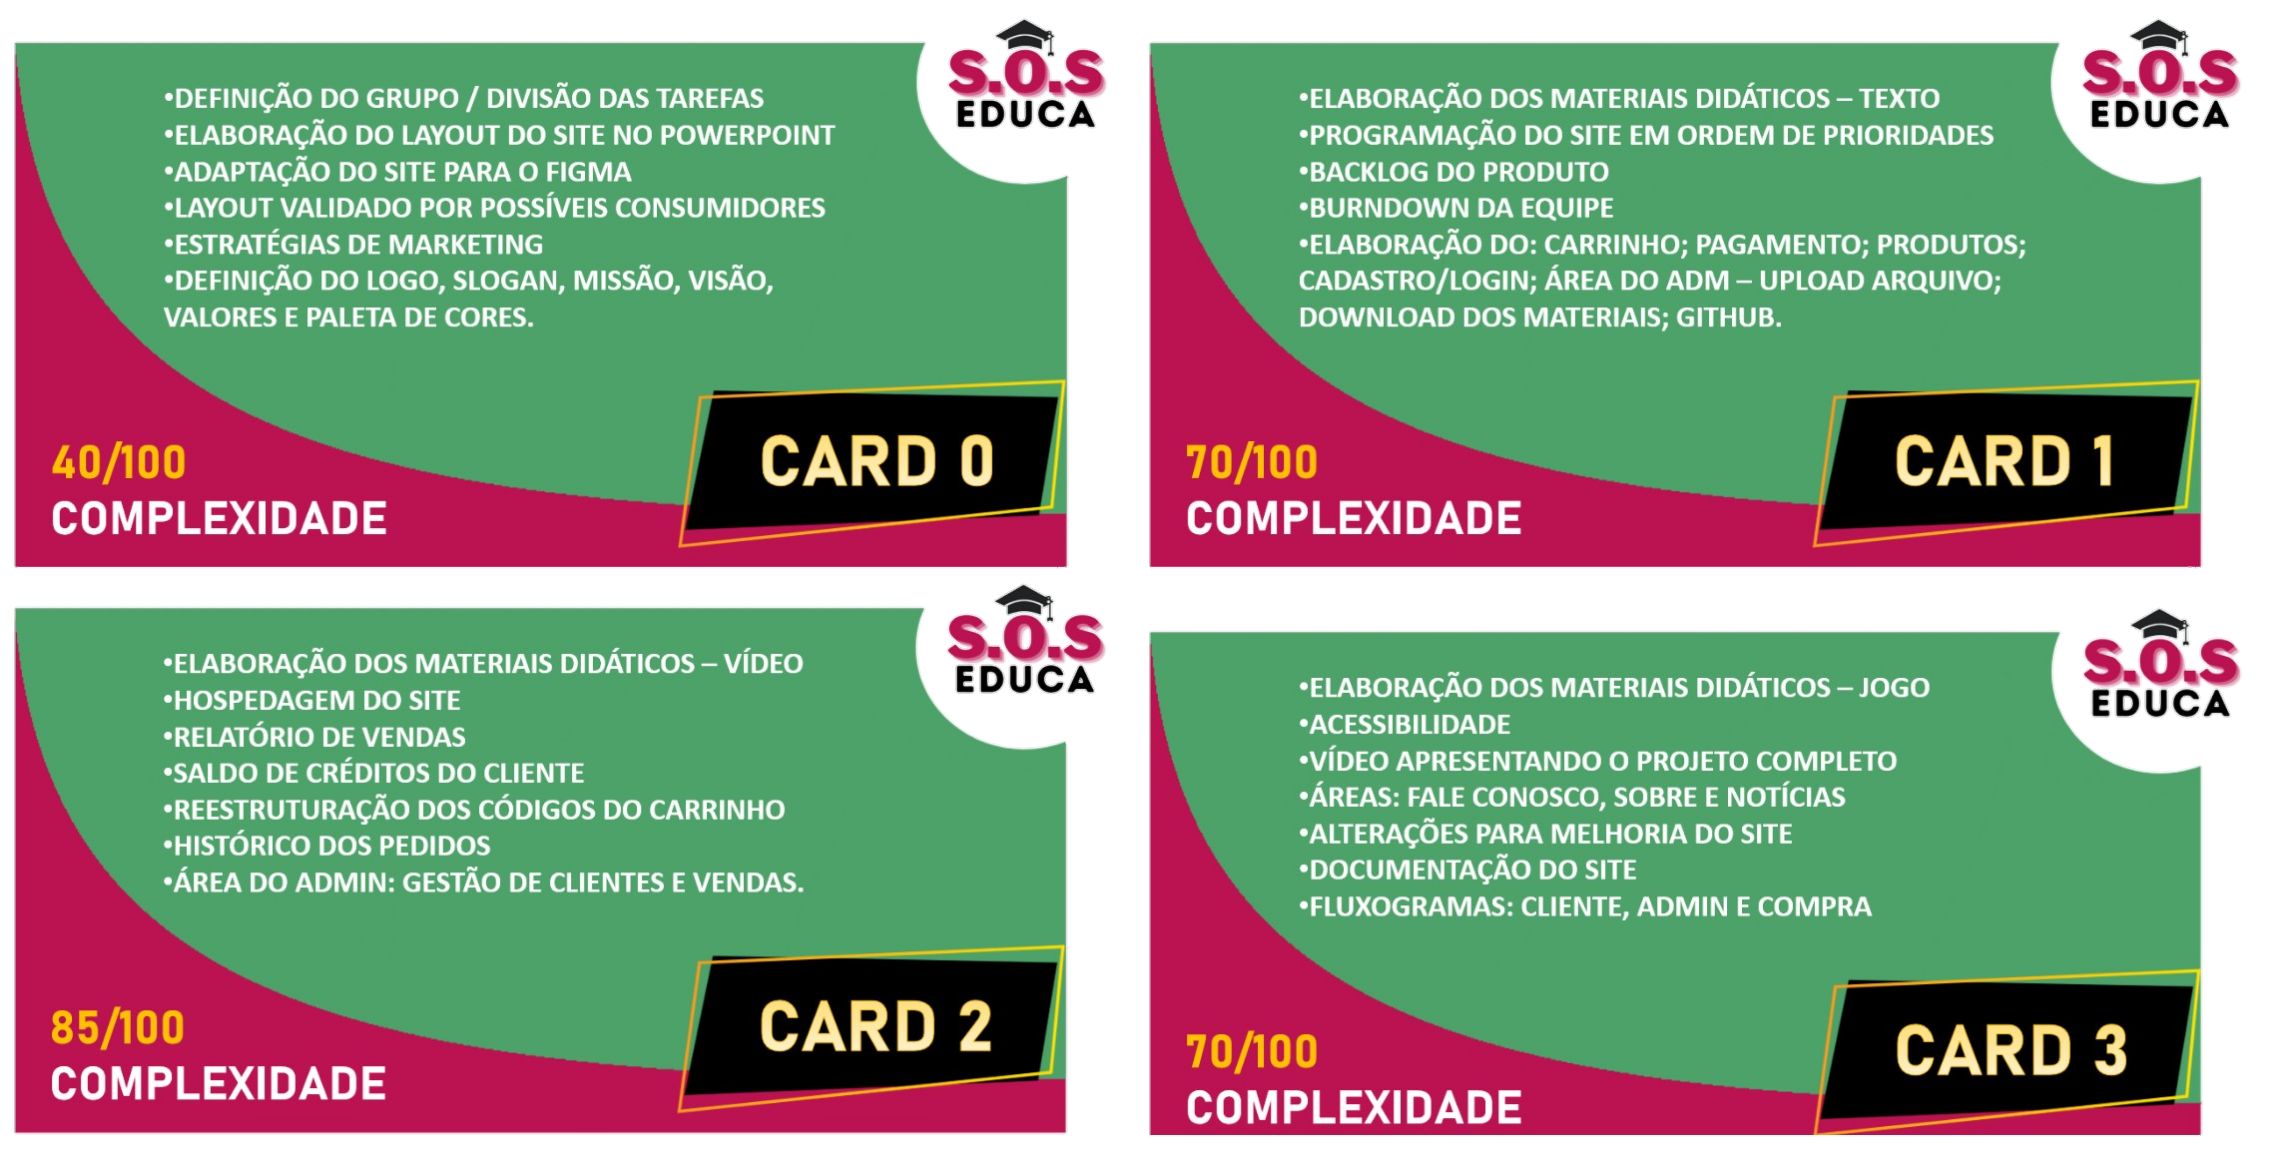 S.O.S
EDUCA
•DEFINIÇÃO DO GRUPO / DIVISÃO DAS TAREFAS
•ELABORAÇÃO DO LAYOUT DO SITE NO POWERPOINT
•ADAPTAÇÃO DO SITE PARA O FIGMA
•LAYOUT VALIDADO POR POSSÍVEIS CONSUMIDORES
•ESTRATÉGIAS DE MARKETING
•DEFINIÇÃO DO LOGO, SLOGAN, MISSÃO, VISÃO,
VALORES E PALETA DE CORES.
40/100
COMPLEXIDADE
CARD 0
S.O.S
EDUCA
•ELABORAÇÃO DOS MATERIAIS DIDÁTICOS – TEXTO
•PROGRAMAÇÃO DO SITE EM ORDEM DE PRIORIDADES
•BACKLOG DO PRODUTO
•BURNDOWN DA EQUIPE
•ELABORAÇÃO DO: CARRINHO; PAGAMENTO; PRODUTOS;
CADASTRO/LOGIN; ÁREA DO ADM – UPLOAD ARQUIVO;
DOWNLOAD DOS MATERIAIS; GITHUB.
70/100
COMPLEXIDADE
CARD 1
S.O.S
EDUCA
•ELABORAÇÃO DOS MATERIAIS DIDÁTICOS – VÍDEO
•HOSPEDAGEM DO SITE
•RELATÓRIO DE VENDAS
•SALDO DE CRÉDITOS DO CLIENTE
•REESTRUTURAÇÃO DOS CÓDIGOS DO CARRINHO
•HISTÓRICO DOS PEDIDOS
•ÁREA DO ADMIN: GESTÃO DE CLIENTES E VENDAS.
85/100
COMPLEXIDADE
CARD 2
S.O.S
EDUCA
•ELABORAÇÃO DOS MATERIAIS DIDÁTICOS – JOGO
•ACESSIBILIDADE
•VÍDEO APRESENTANDO O PROJETO COMPLETO
•ÁREAS: FALE CONOSCO, SOBRE E NOTÍCIAS
•ALTERAÇÕES PARA MELHORIA DO SITE
•DOCUMENTAÇÃO DO SITE
•FLUXOGRAMAS: CLIENTE, ADMIN E COMPRA
70/100
COMPLEXIDADE
CARD 3